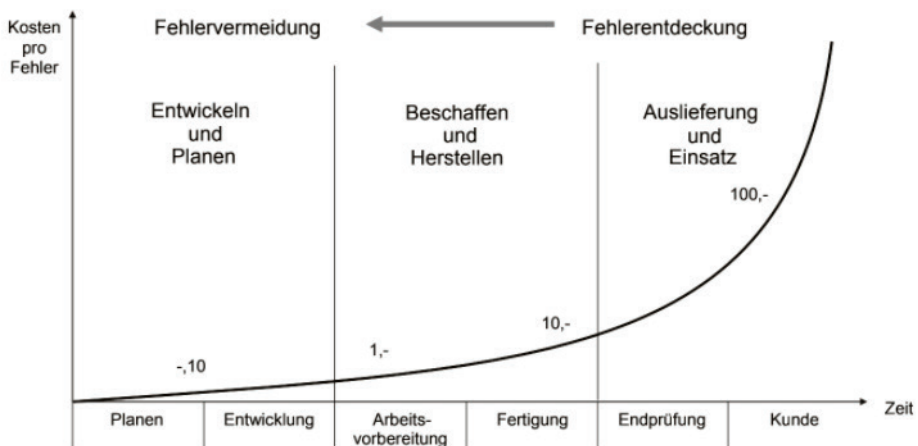 Kosten
pro
Fehler
Fehlervermeidung
Fehlerentdeckung
Entwickeln
und
Planen
Beschaffen
und
Herstellen
Auslieferung
und
Einsatz
-,10
1,-
10,-
100,-
Zeit
Planen
Entwicklung
Arbeits-
vorbereitung
Fertigung
Endprüfung
Kunde